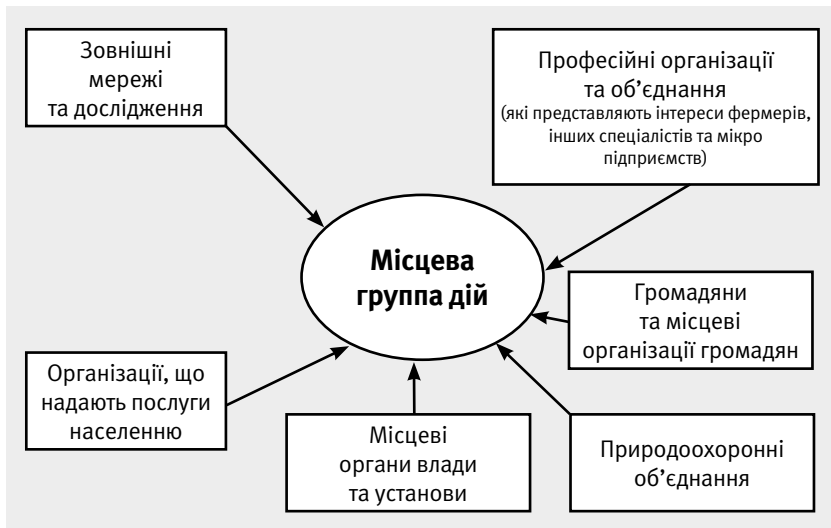 Зовнішні
мережі
та дослідження
Професійні організації
та об’єднання
(які представляють інтереси фермерів,
інших спеціалістів та мікро
підприємств)
Місцева
группа дій
Громадяни
та місцеві
організації громадян
Організації, що
надають послуги
населенню
Місцеві
органи влади
та установи
Природоохоронні
об’єднання